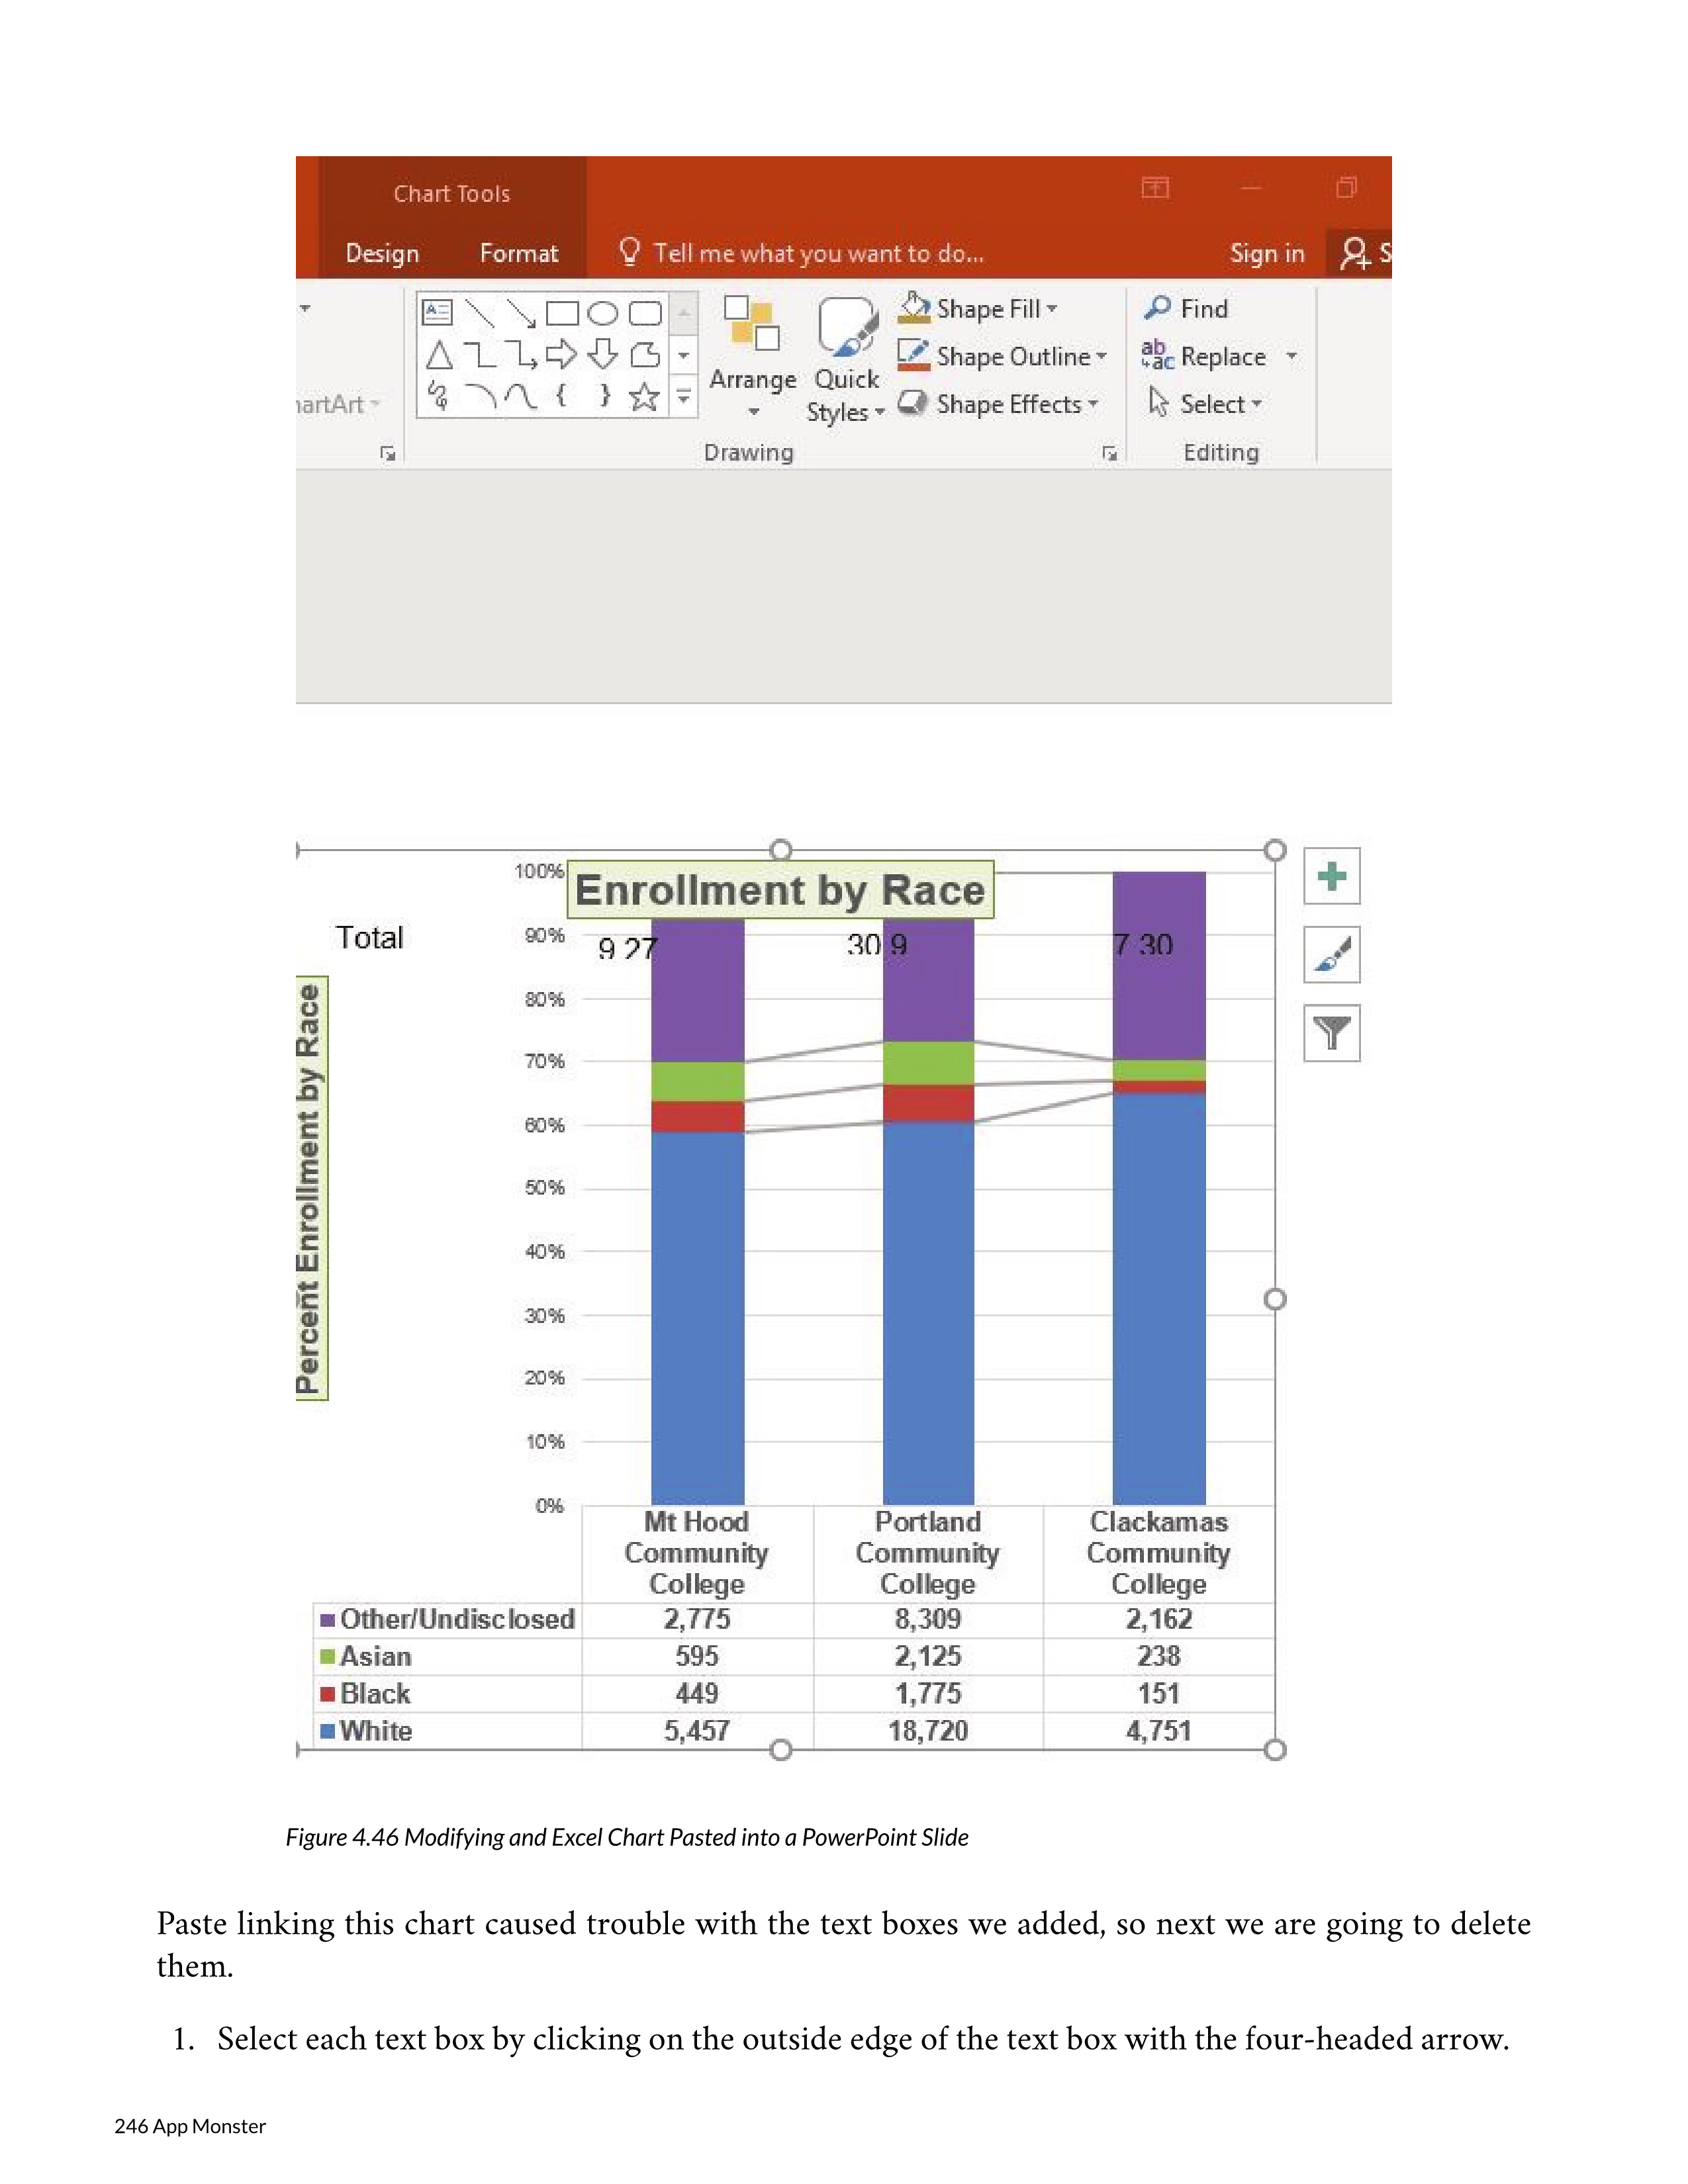 Chart Tools
Design Format Tell me what you want to do... Sign in S
Shape Fill Find
Shape Outline Replace
Arrange Quick
hartArt Styles Shape Effects Select
Drawing Editing
Enrollment by Race
100%
Total 90% 9 27 30 9 7 30
80%
Percent Enrollment by Race
70%
60%
50%
40%
30%
20%
10%
0%
Mt Hood Portland Clackamas
Community Community Community
College College College
Other/Undisclosed 2,775 8,309 2,162
Asian 595 2,125 238
Black 449 1,775 151
White 5,457 18,720 4,751
Figure 4.46 Modifying and Excel Chart Pasted into a PowerPoint Slide
Paste linking this chart caused trouble with the text boxes we added, so next we are going to delete
them.
1. Select each text box by clicking on the outside edge of the text box with the four-headed arrow.
246 App Monster